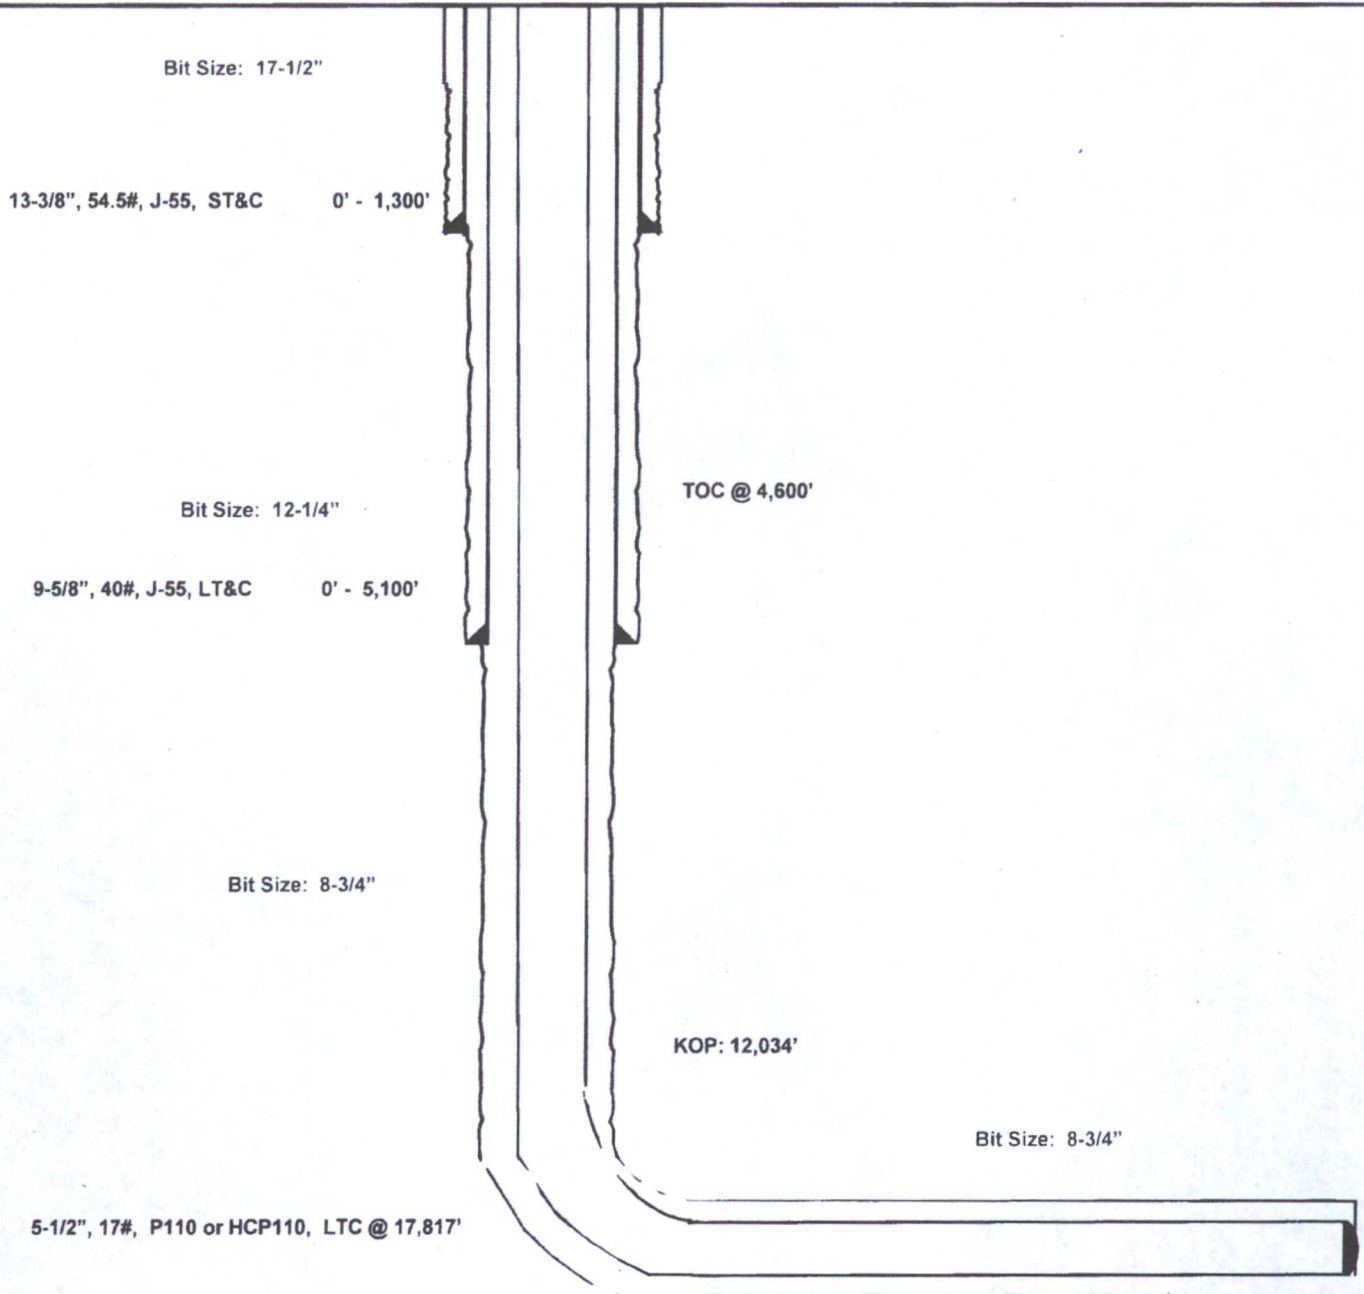 Bit Size: 17-1/2"
13-3/8", 54.5#, J-55, ST&C 0' - 1,300'
TOC @ 4,600'
Bit Size: 12-1/4"
9-5/8", 40#, J-55, LT&C 0' - 5,100'
Bit Size: 8-3/4"
KOP: 12,034'
Bit Size: 8-3/4"
5-1/2", 17#, P110 or HCP110, LTC @ 17,817'